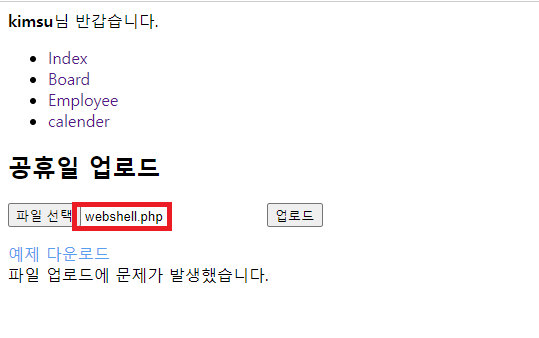 kimsu님 반갑습니다.
Index
Board
Employee
calender
공휴일 업로드
파일 선택 webshell.php 업로드
예제 다운로드
파일 업로드에 문제가 발생했습니다.